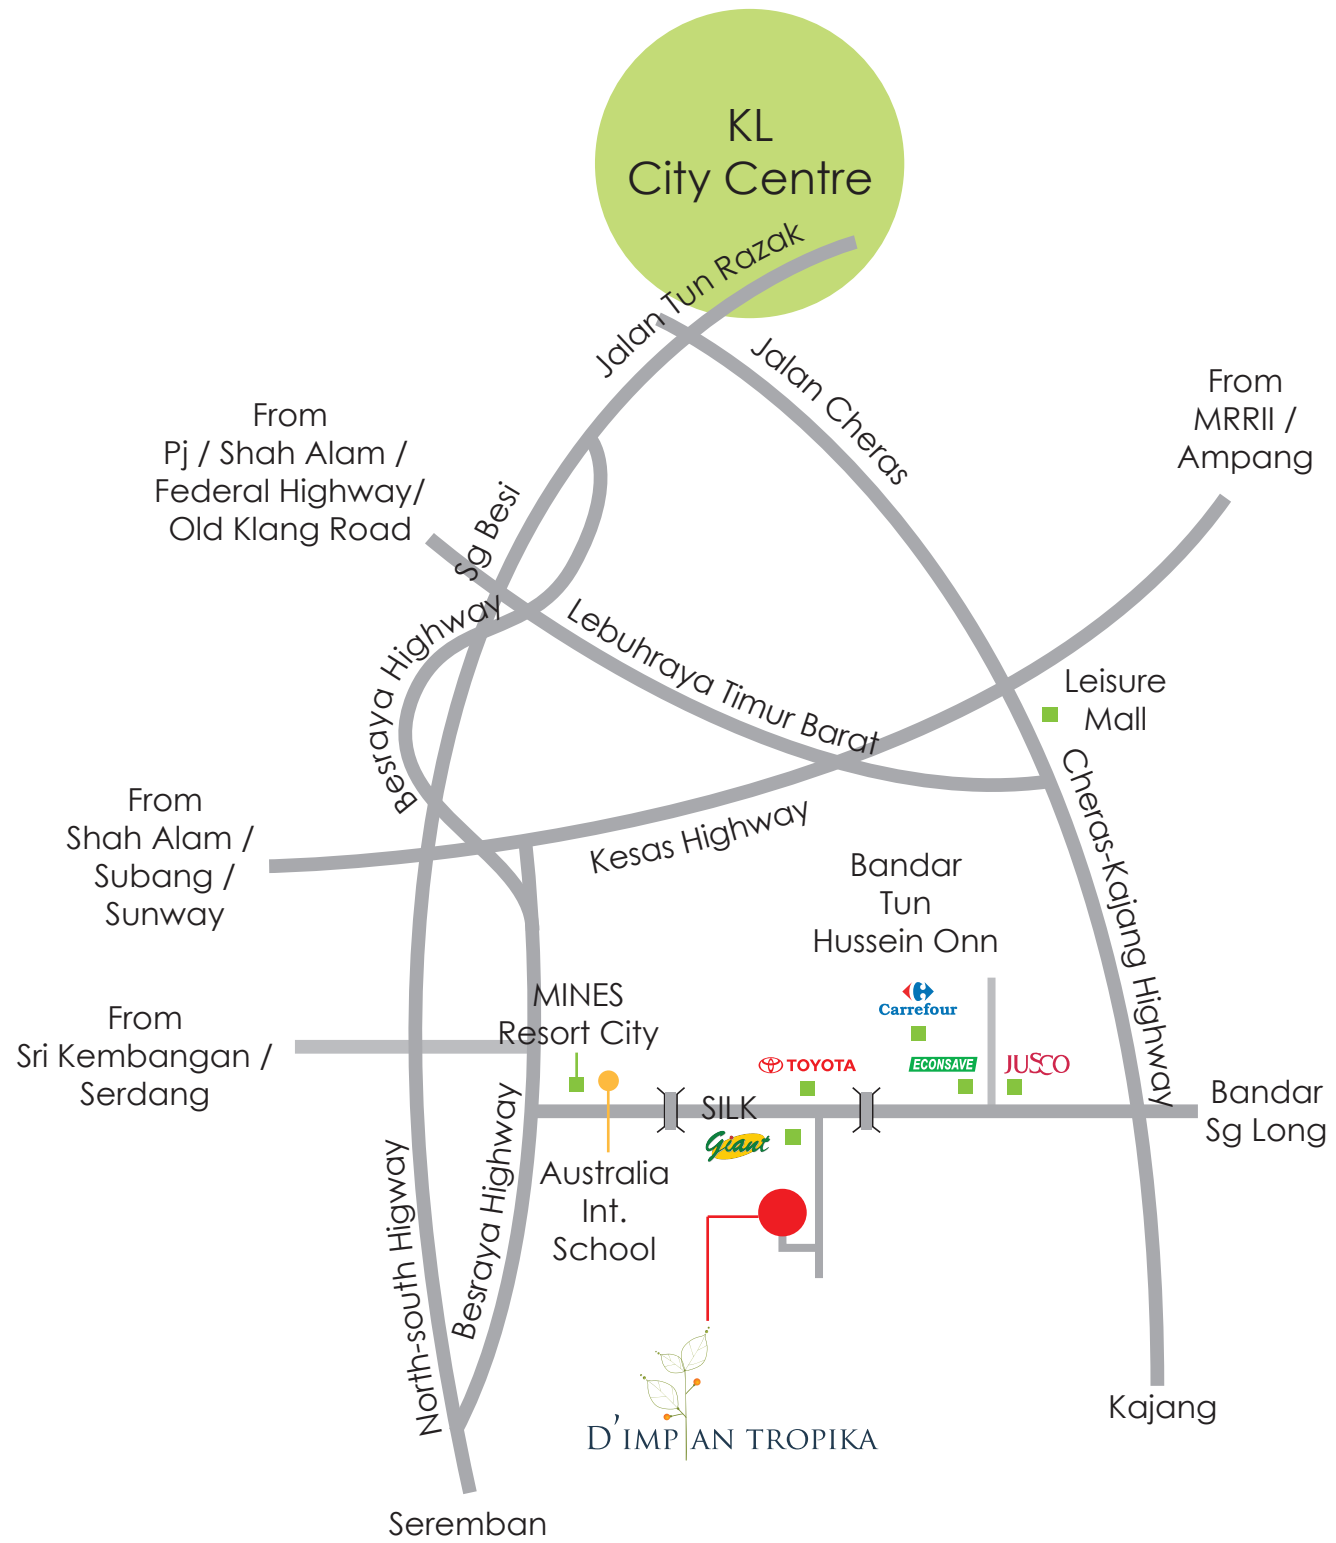 KL
City Centre
Jalan Tun Razak
Jalan Cheras
From
MRRII /
Ampang
From
Pj / Shah Alam /
Federal Highway/
Old Klang Road
Sg Besi
Besraya Highway
Lebuhraya Timur Barat
Leisure
Mall
Cheras-Kajang Highway
From
Shah Alam /
Subang /
Sunway
Kesas Highway
Bandar
Tun
Hussein Onn
MINES
Resort City
From
Sri Kembangan /
Serdang
Carrefour
TOYOTA
ECONSAVE
JUSCO
Bandar
Sg Long
SILK
Giant
Australia
Int.
School
North-south Higway
Besraya Highway
D'IMPIAN TROPIKA
Kajang
Seremban